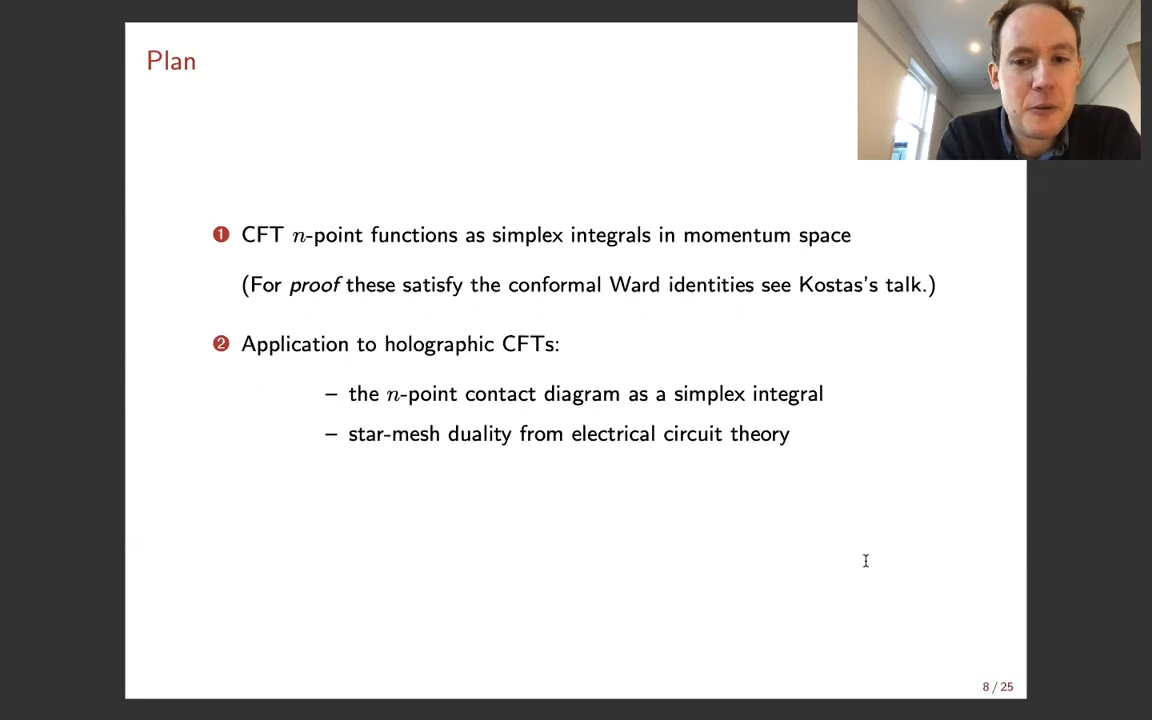 Plan
❶ CFT n-point functions as simplex integrals in momentum space
(For proof these satisfy the conformal Ward identities see Kostas's talk.)
❷ Application to holographic CFTs:
– the n-point contact diagram as a simplex integral
– star-mesh duality from electrical circuit theory
8 / 25